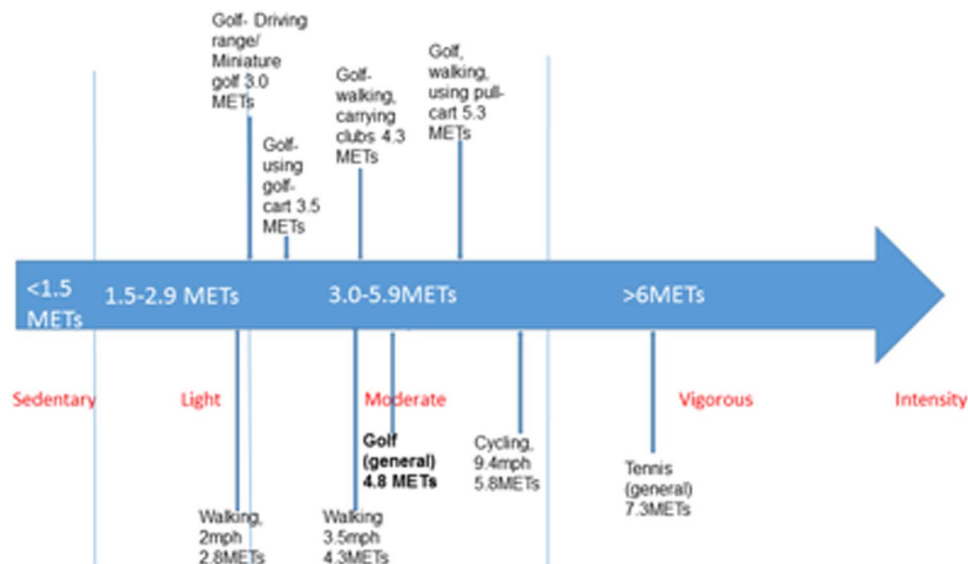 Golf- Driving
range/
Miniature
golf 3.0
METs
Golf-
using
golf-
cart 3.5
METs
Golf-
walking,
carrying
clubs 4.3
METs
Golf,
walking,
using pull-
cart 5.3
METs
<1.5
METs
1.5-2.9 METs
3.0-5.9METs
>6METs
Sedentary
Light
Moderate
Vigorous
Intensity
Walking,
2mph
2.8METs
Walking
3.5mph
4.3METs
Golf
(general)
4.8 METs
Cycling,
9.4mph
5.8METs
Tennis
(general)
7.3METs